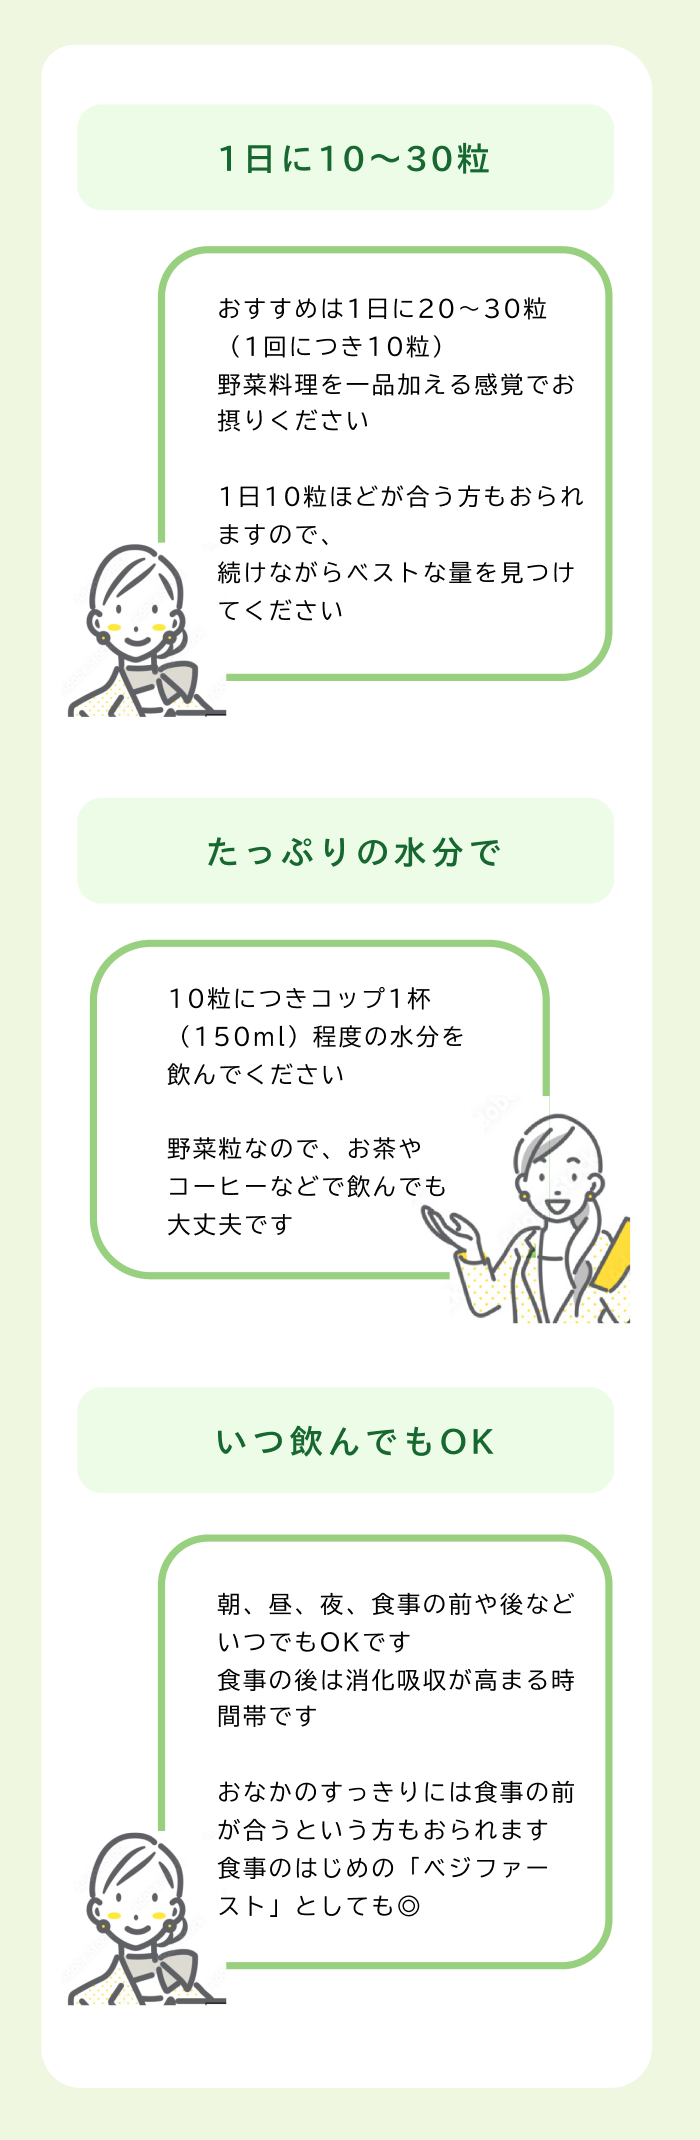 1日に10〜30粒
おすすめは1日に20〜30粒
（1回につき10粒）
野菜料理を一品加える感覚でお
摂りください
1日10粒ほどが合う方もおられ
ますので、
続けながらベストな量を見つけ
てください
たっぷりの水分で
10粒につきコップ1杯
（150ml）程度の水分を
飲んでください
野菜粒なので、お茶や
コーヒーなどで飲んでも
大丈夫です
いつ飲んでもOK
朝、昼、夜、食事の前や後など
いつでもOKです
食事の後は消化吸収が高まる時
間帯です
おなかのすっきりには食事の前
が合うという方もおられます
食事のはじめの「ベジファー
スト」としても◎